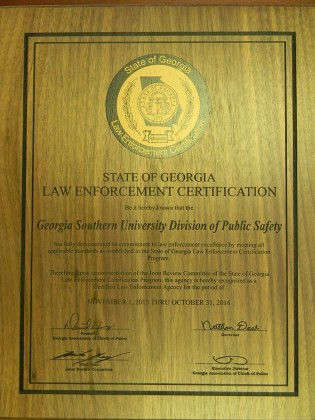 State of Georgia
Law Enforcement Certification
STATE OF GEORGIA
LAW ENFORCEMENT CERTIFICATION
Be it hereby known that the
Georgia Southern University Division of Public Safety
has fully demonstrated its commitment to law enforcement excellence by meeting all
applicable standards as established in the State of Georgia Law Enforcement Certification
Program.
Therefore, upon recommendation of the Joint Review Committee of the State of Georgia
Law Enforcement Certification Program, this agency is hereby recognized as a
Certified Law Enforcement Agency for the period of
NOVEMBER 1, 2013 THRU OCTOBER 31, 2016
Nathan Deal
President
Georgia Association of Chiefs of Police
Governor
Joint Review Committee
Executive Director
Georgia Association of Chiefs of Police